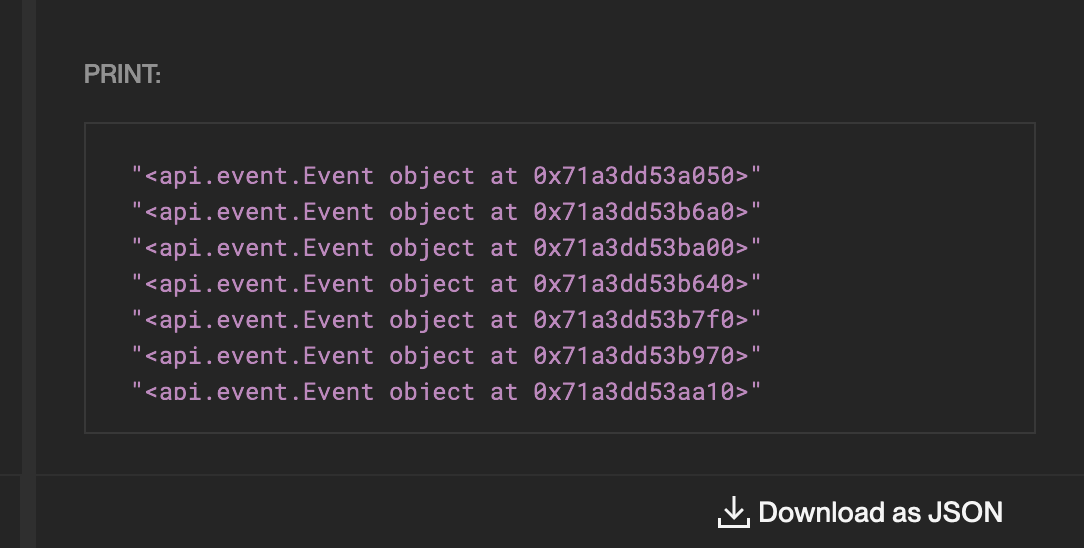 PRINT:
"<api.event.Event object at 0x71a3dd53a050>"
"<api.event.Event object at 0x71a3dd53b6a0>"
"<api.event.Event object at 0x71a3dd53ba00>"
"<api.event.Event object at 0x71a3dd53b640>"
"<api.event.Event object at 0x71a3dd53b7f0>"
"<api.event.Event object at 0x71a3dd53b970>"
"<api.event.Event object at 0x71a3dd53aa10>"
Download as JSON